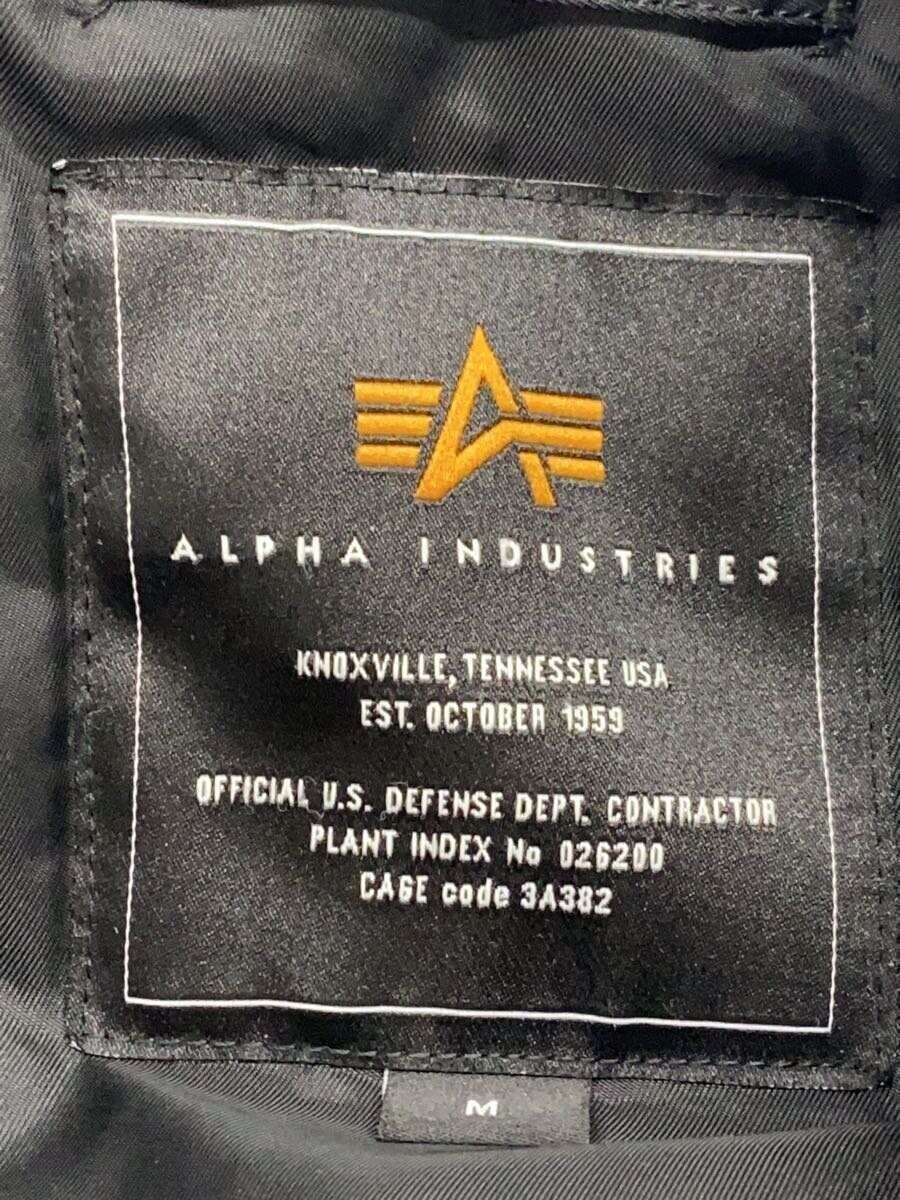 ALPHA INDUSTRIES
KNOXVILLE, TENNESSEE USA
EST. OCTOBER 1959
OFFICIAL U.S. DEFENSE DEPT. CONTRACTOR
PLANT INDEX No 026200
CAGE code 3A382
M